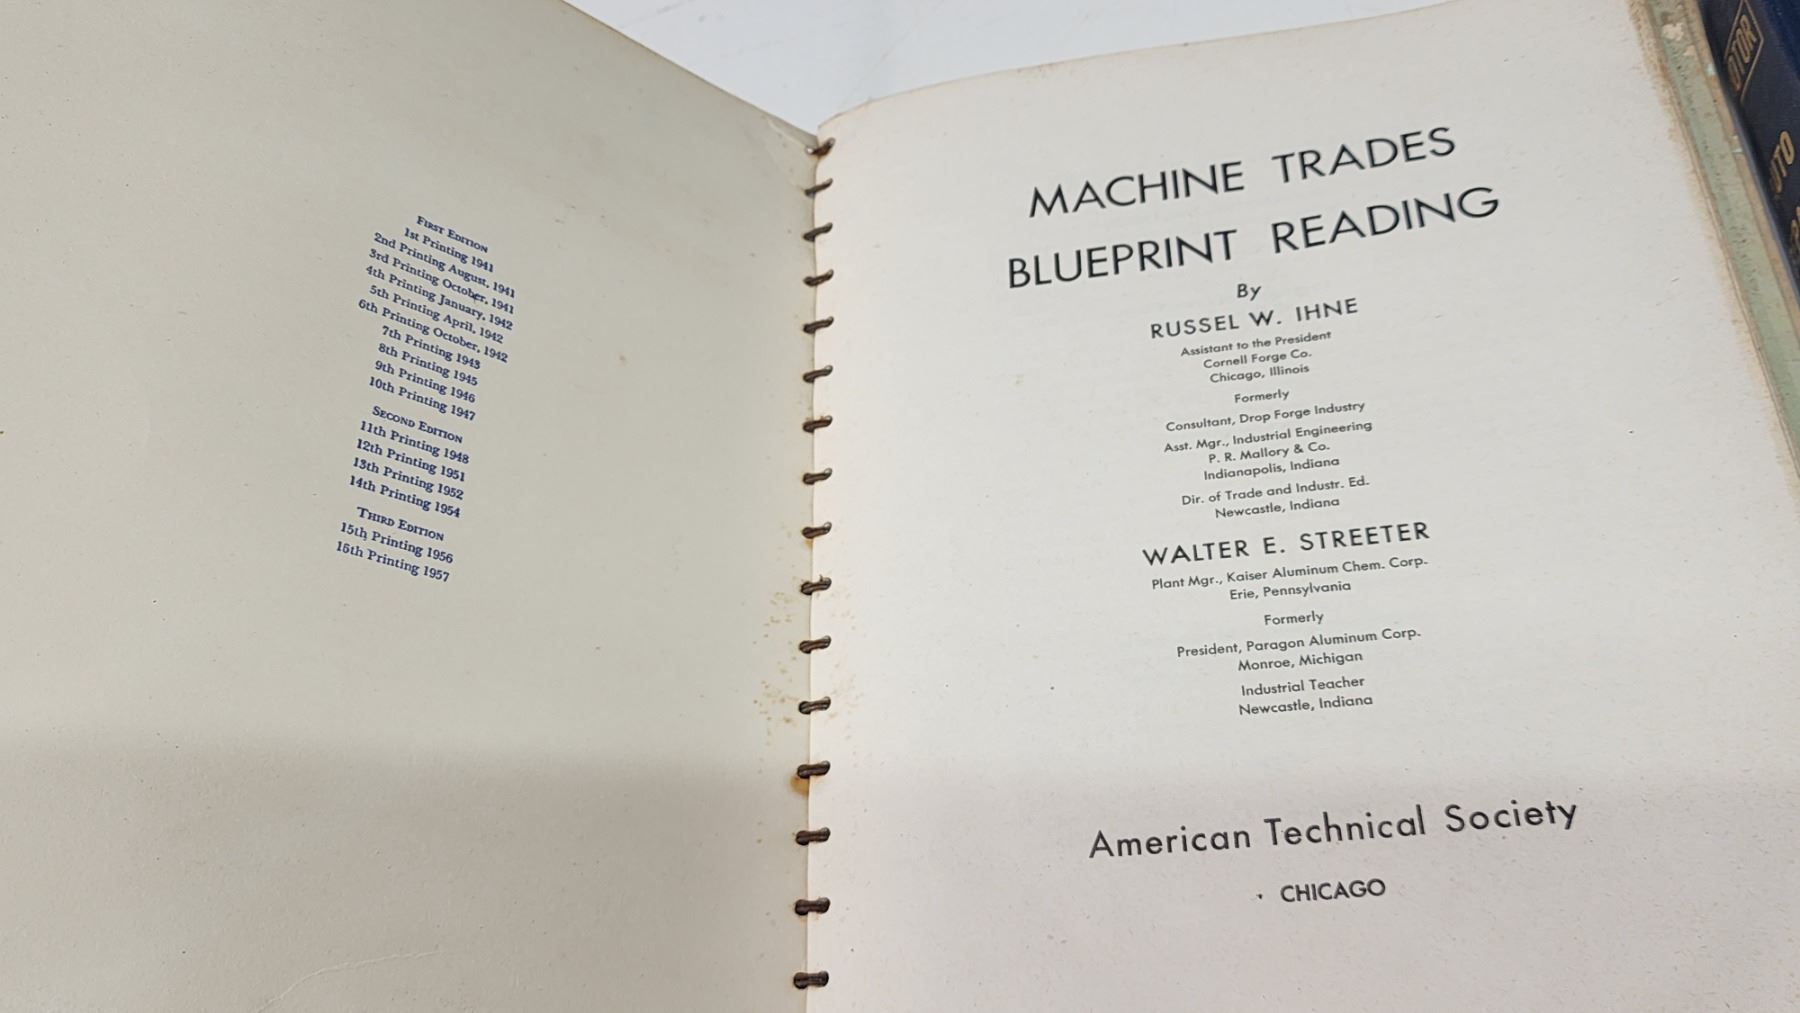 FIRST EDITION
1st Printing 1941
2nd Printing August, 1941
3rd Printing October, 1941
4th Printing January, 1942
5th Printing April, 1942
6th Printing October, 1942
7th Printing 1943
8th Printing 1945
9th Printing 1946
10th Printing 1947
SECOND EDITION
11th Printing 1948
12th Printing 1951
13th Printing 1952
14th Printing 1954
THIRD EDITION
15th Printing 1956
16th Printing 1957
MACHINE TRADES
BLUEPRINT READING
By
RUSSEL W. IHNE
Assistant to the President
Cornell Forge Co.
Chicago, Illinois
Formerly
Consultant, Drop Forge Industry
Asst. Mgr., Industrial Engineering
P. R. Mallory & Co.
Indianapolis, Indiana
Dir. of Trade and Industr. Ed.
Newcastle, Indiana
WALTER E. STREETER
Plant Mgr., Kaiser Aluminum Chem. Corp.
Erie, Pennsylvania
Formerly
President, Paragon Aluminum Corp.
Monroe, Michigan
Industrial Teacher
Newcastle, Indiana
American Technical Society
CHICAGO